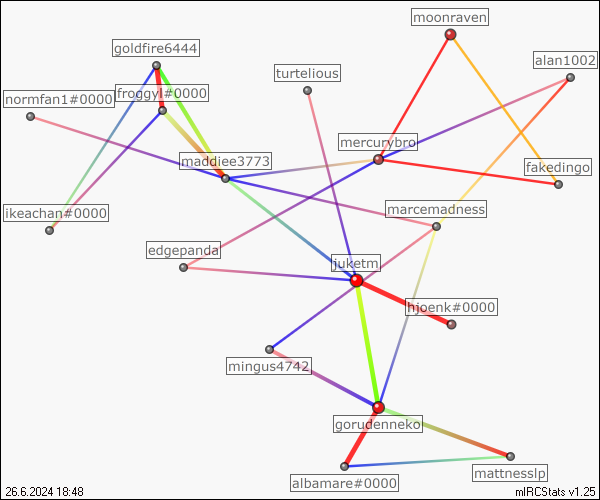 moonraven
goldfire6444
alan1002
turtelious
froggyl#0000
normfan1#0000
mercurybro
maddiee3773
fakedingo
ikeachan#0000
marcemadness
edgepanda
juketm
hjoenk#0000
mingus4742
gorudenneko
mattnesslp
albamare#0000
26.6.2024 18:48
mIRCStats v1.25